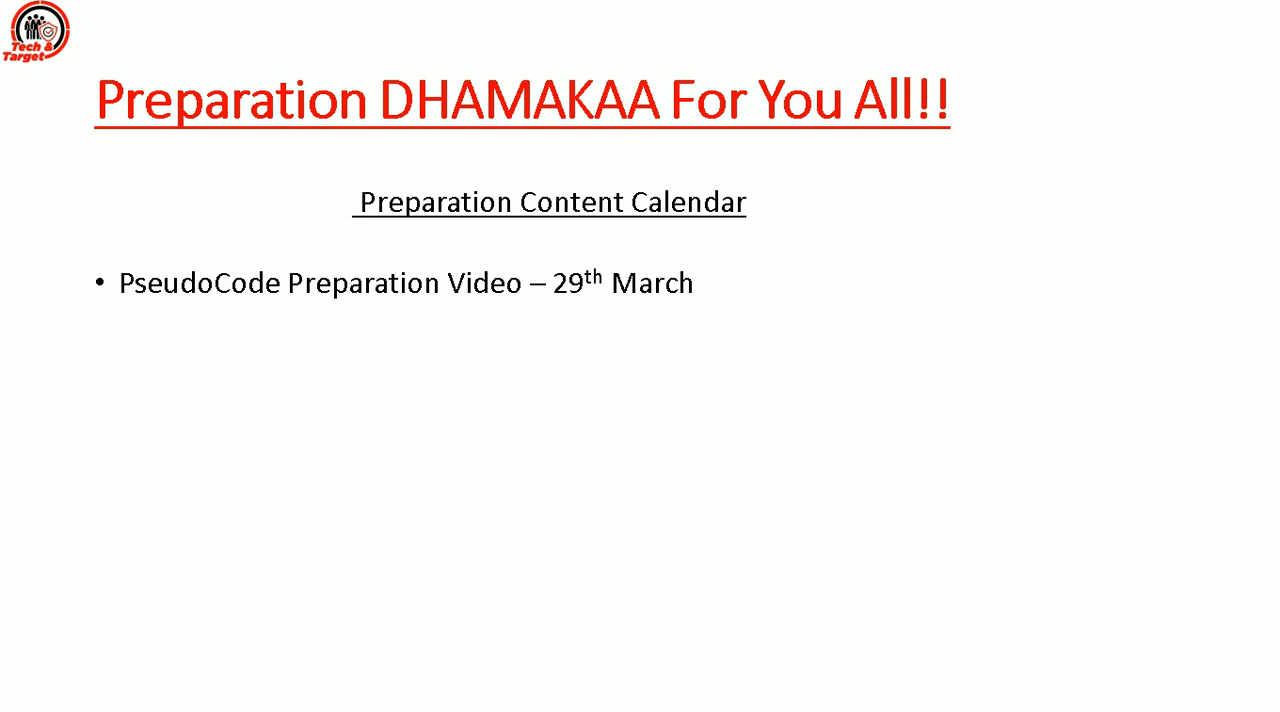 Tech &
Target
Preparation DHAMAKAA For You All!!
Preparation Content Calendar
• PseudoCode Preparation Video – 29th March